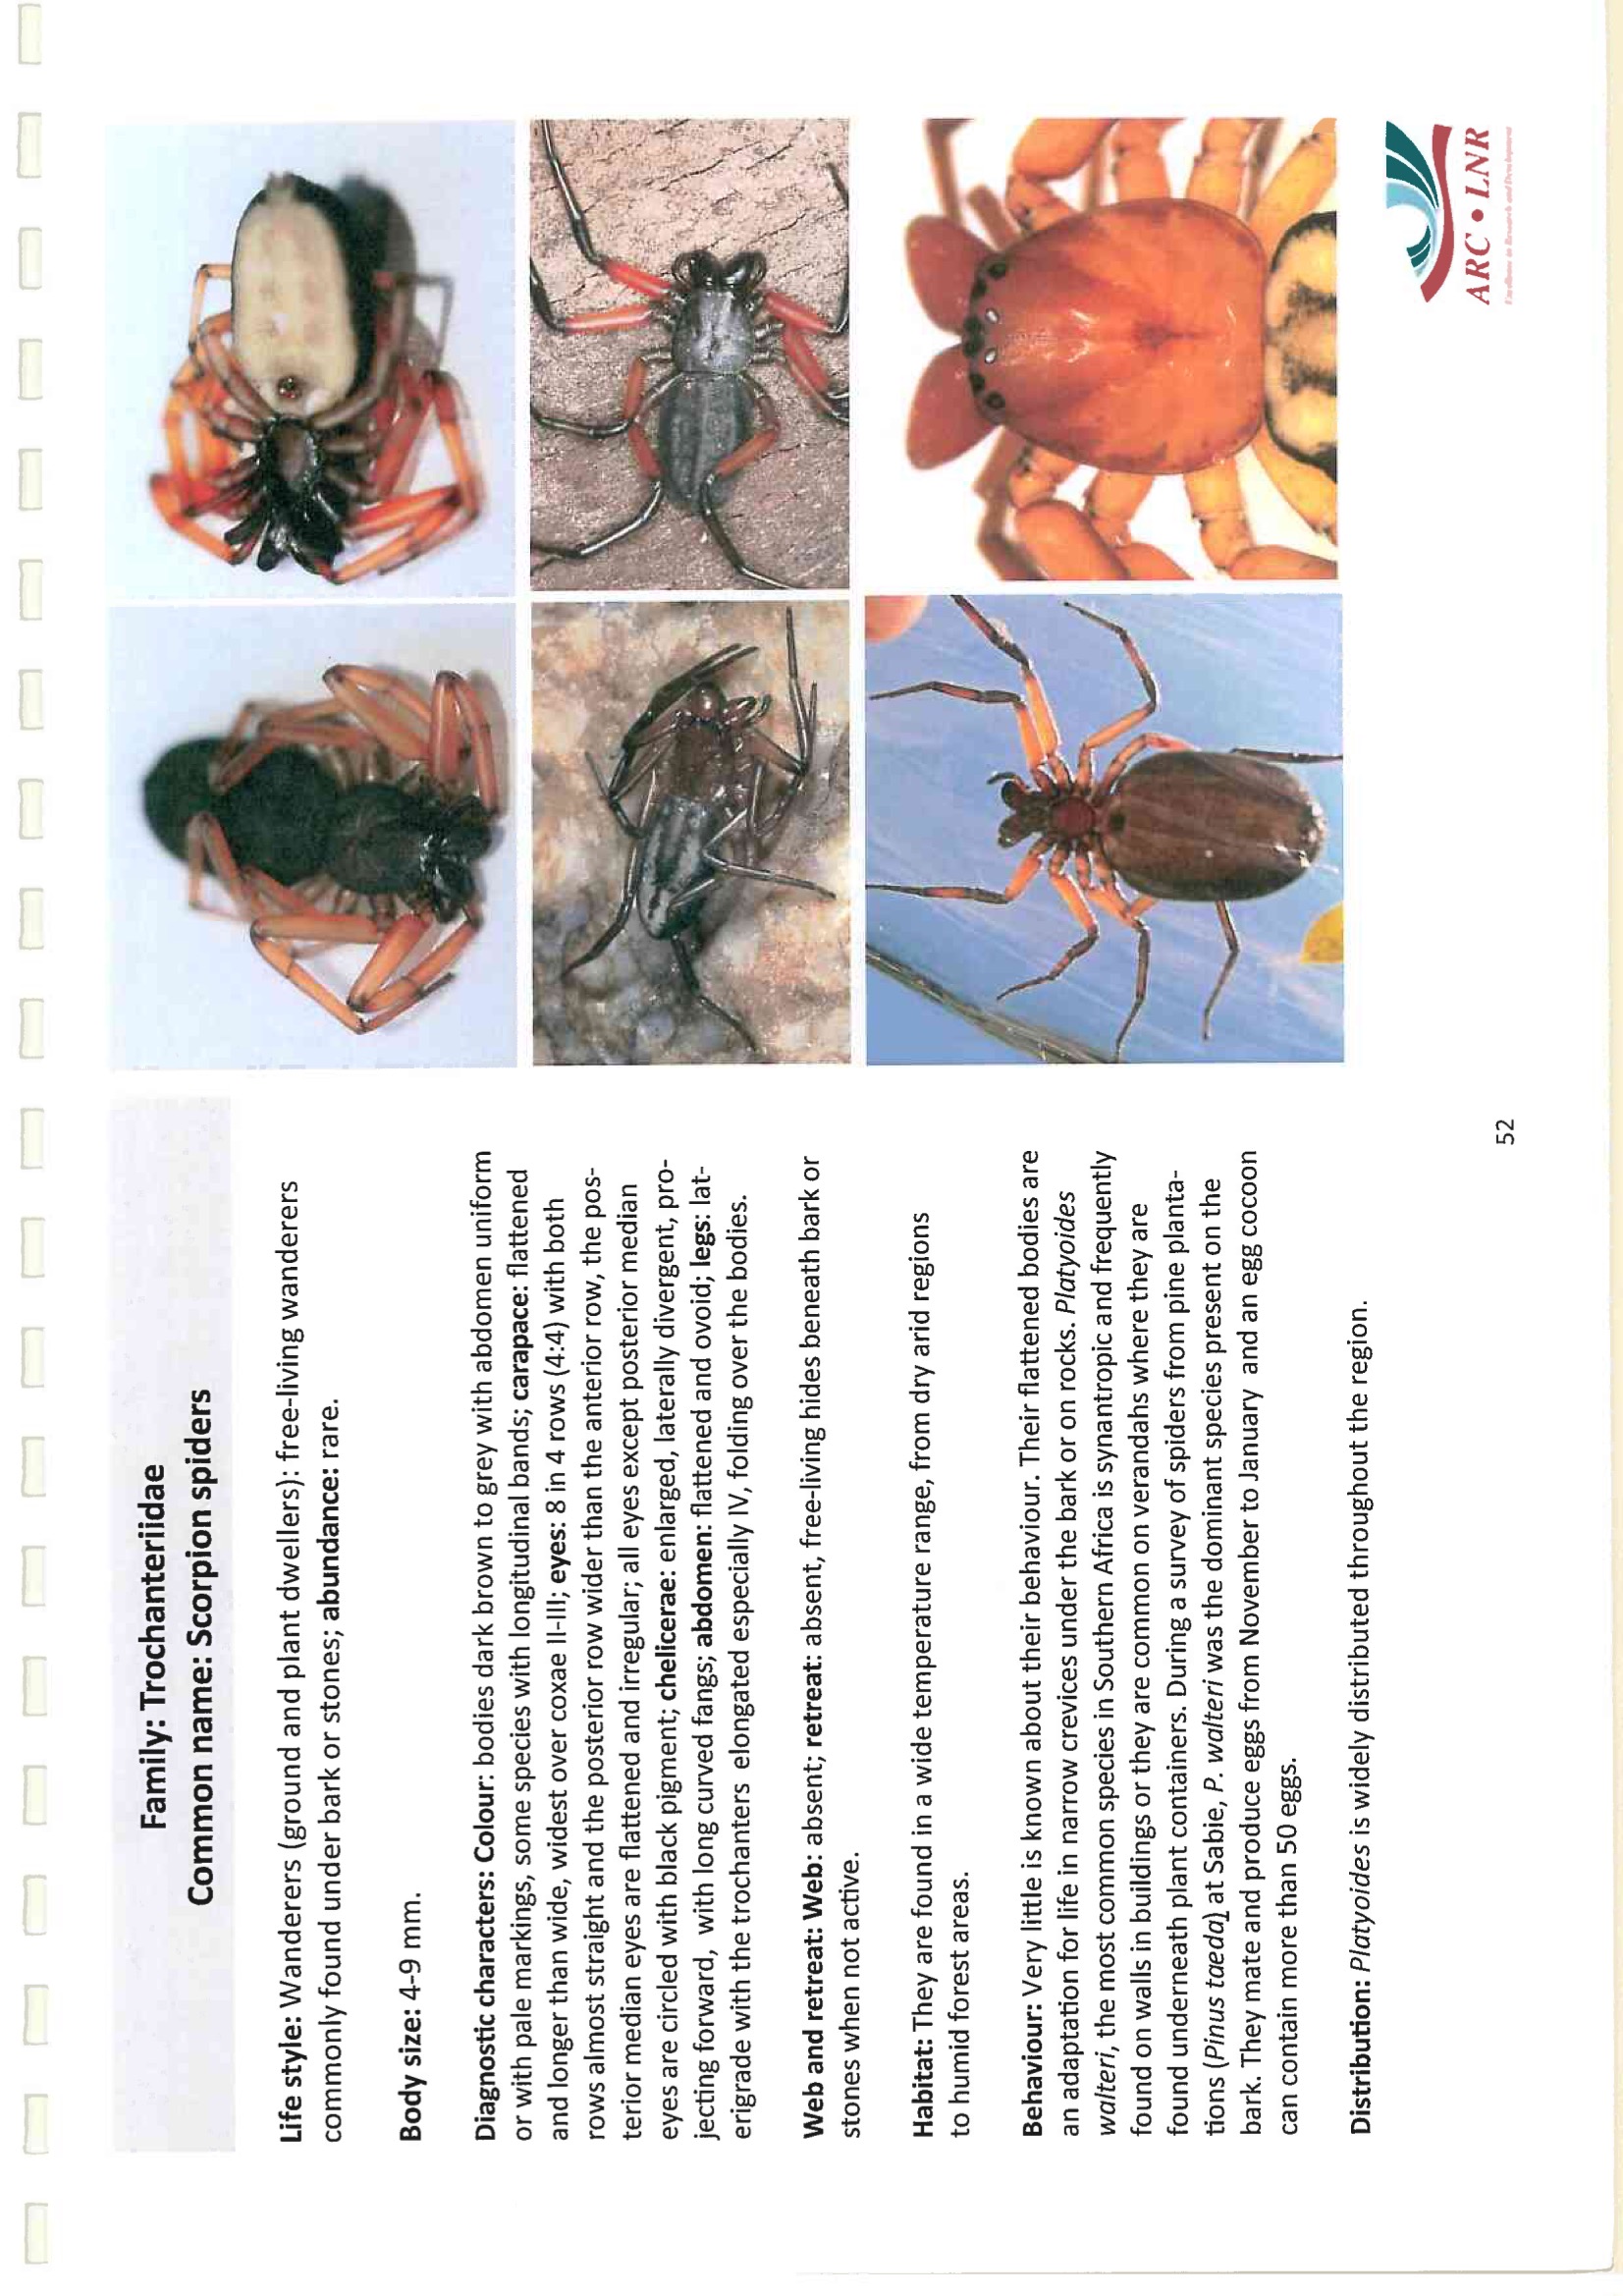 Family: Trochanteriidae
Common name: Scorpion spiders
Life style: Wanderers (ground and plant dwellers): free-living wanderers
commonly found under bark or stones; abundance: rare.
Body size: 4-9 mm.
Diagnostic characters: Colour: bodies dark brown to grey with abdomen uniform
or with pale markings, some species with longitudinal bands; carapace: flattened
and longer than wide, widest over coxae II-III; eyes: 8 in 4 rows (4:4) with both
rows almost straight and the posterior row wider than the anterior row, the pos-
terior median eyes are flattened and irregular; all eyes except posterior median
eyes are circled with black pigment; chelicerae: enlarged, laterally divergent, pro-
jecting forward, with long curved fangs; abdomen: flattened and ovoid; legs: lat-
erigrade with the trochanters elongated especially IV, folding over the bodies.
Web and retreat: Web: absent; retreat: absent, free-living hides beneath bark or
stones when not active.
Habitat: They are found in a wide temperature range, from dry arid regions
to humid forest areas.
Behaviour: Very little is known about their behaviour. Their flattened bodies are
an adaptation for life in narrow crevices under the bark or on rocks. Platyoides
walteri, the most common species in Southern Africa is synantropic and frequently
found on walls in buildings or they are common on verandahs where they are
found underneath plant containers. During a survey of spiders from pine planta-
tions (Pinus taeda) at Sabie, P. walteri was the dominant species present on the
bark. They mate and produce eggs from November to January and an egg cocoon
can contain more than 50 eggs.
Distribution: Platyoides is widely distributed throughout the region.
52
ARC • LNR
Excellence in Research and Development